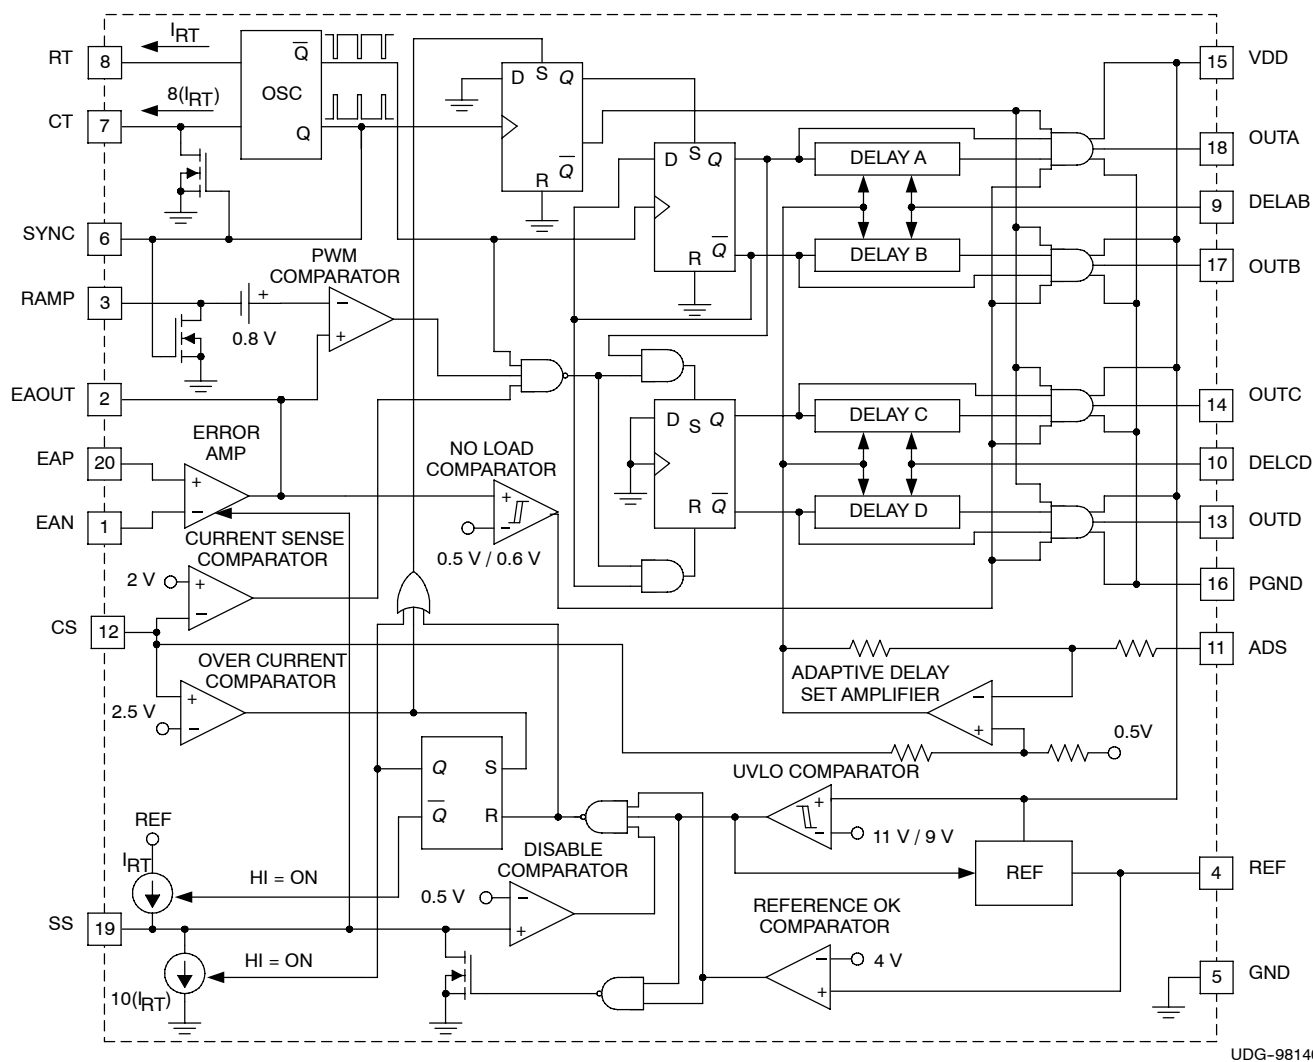 RT
8
I_RT
CT
7
8(I_RT)
OSC
Q̅
Q
D S Q
Q̅
R
D S Q
Q̅
R
DELAY A
DELAY B
15
VDD
18
OUTA
9
DELAB
17
OUTB
SYNC
6
PWM
COMPARATOR
RAMP
3
+
0.8 V
−
+
EAOUT
2
ERROR
AMP
EAP
20
+
−
EAN
1
NO LOAD
COMPARATOR
+
−
0.5 V / 0.6 V
D S Q
R Q̅
DELAY C
DELAY D
14
OUTC
10
DELCD
13
OUTD
16
PGND
CURRENT SENSE
COMPARATOR
2 V
+
−
CS
12
OVER CURRENT
COMPARATOR
2.5 V
+
−
11
ADS
ADAPTIVE DELAY
SET AMPLIFIER
−
+
0.5V
Q S
Q̅ R
UVLO COMPARATOR
+
−
11 V / 9 V
REF
I_RT
HI = ON
DISABLE
COMPARATOR
0.5 V
−
+
REF
4
REF
SS
19
HI = ON
10(I_RT)
REFERENCE OK
COMPARATOR
−
4 V
+
5
GND